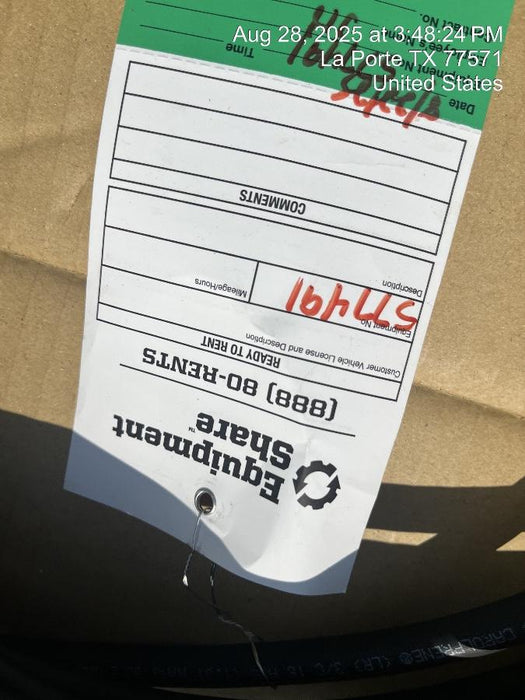 Aug 28, 2025 at 3:48:24 PM
La Porte, TX 77571
United States
Equipment
Share™
(888) 80-RENTS
READY TO RENT
Customer Vehicle License and Description
Equipment No. 577491
Mileage/Hours
Description
COMMENTS
Date
Time